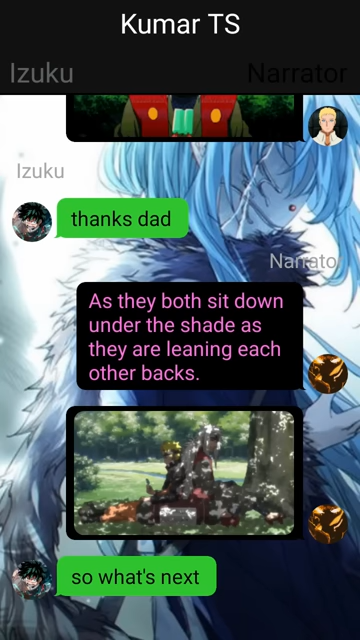 Kumar TS
Izuku
Narrator
Izuku
thanks dad
Narrator
As they both sit down
under the shade as
they are leaning each
other backs.
so what's next